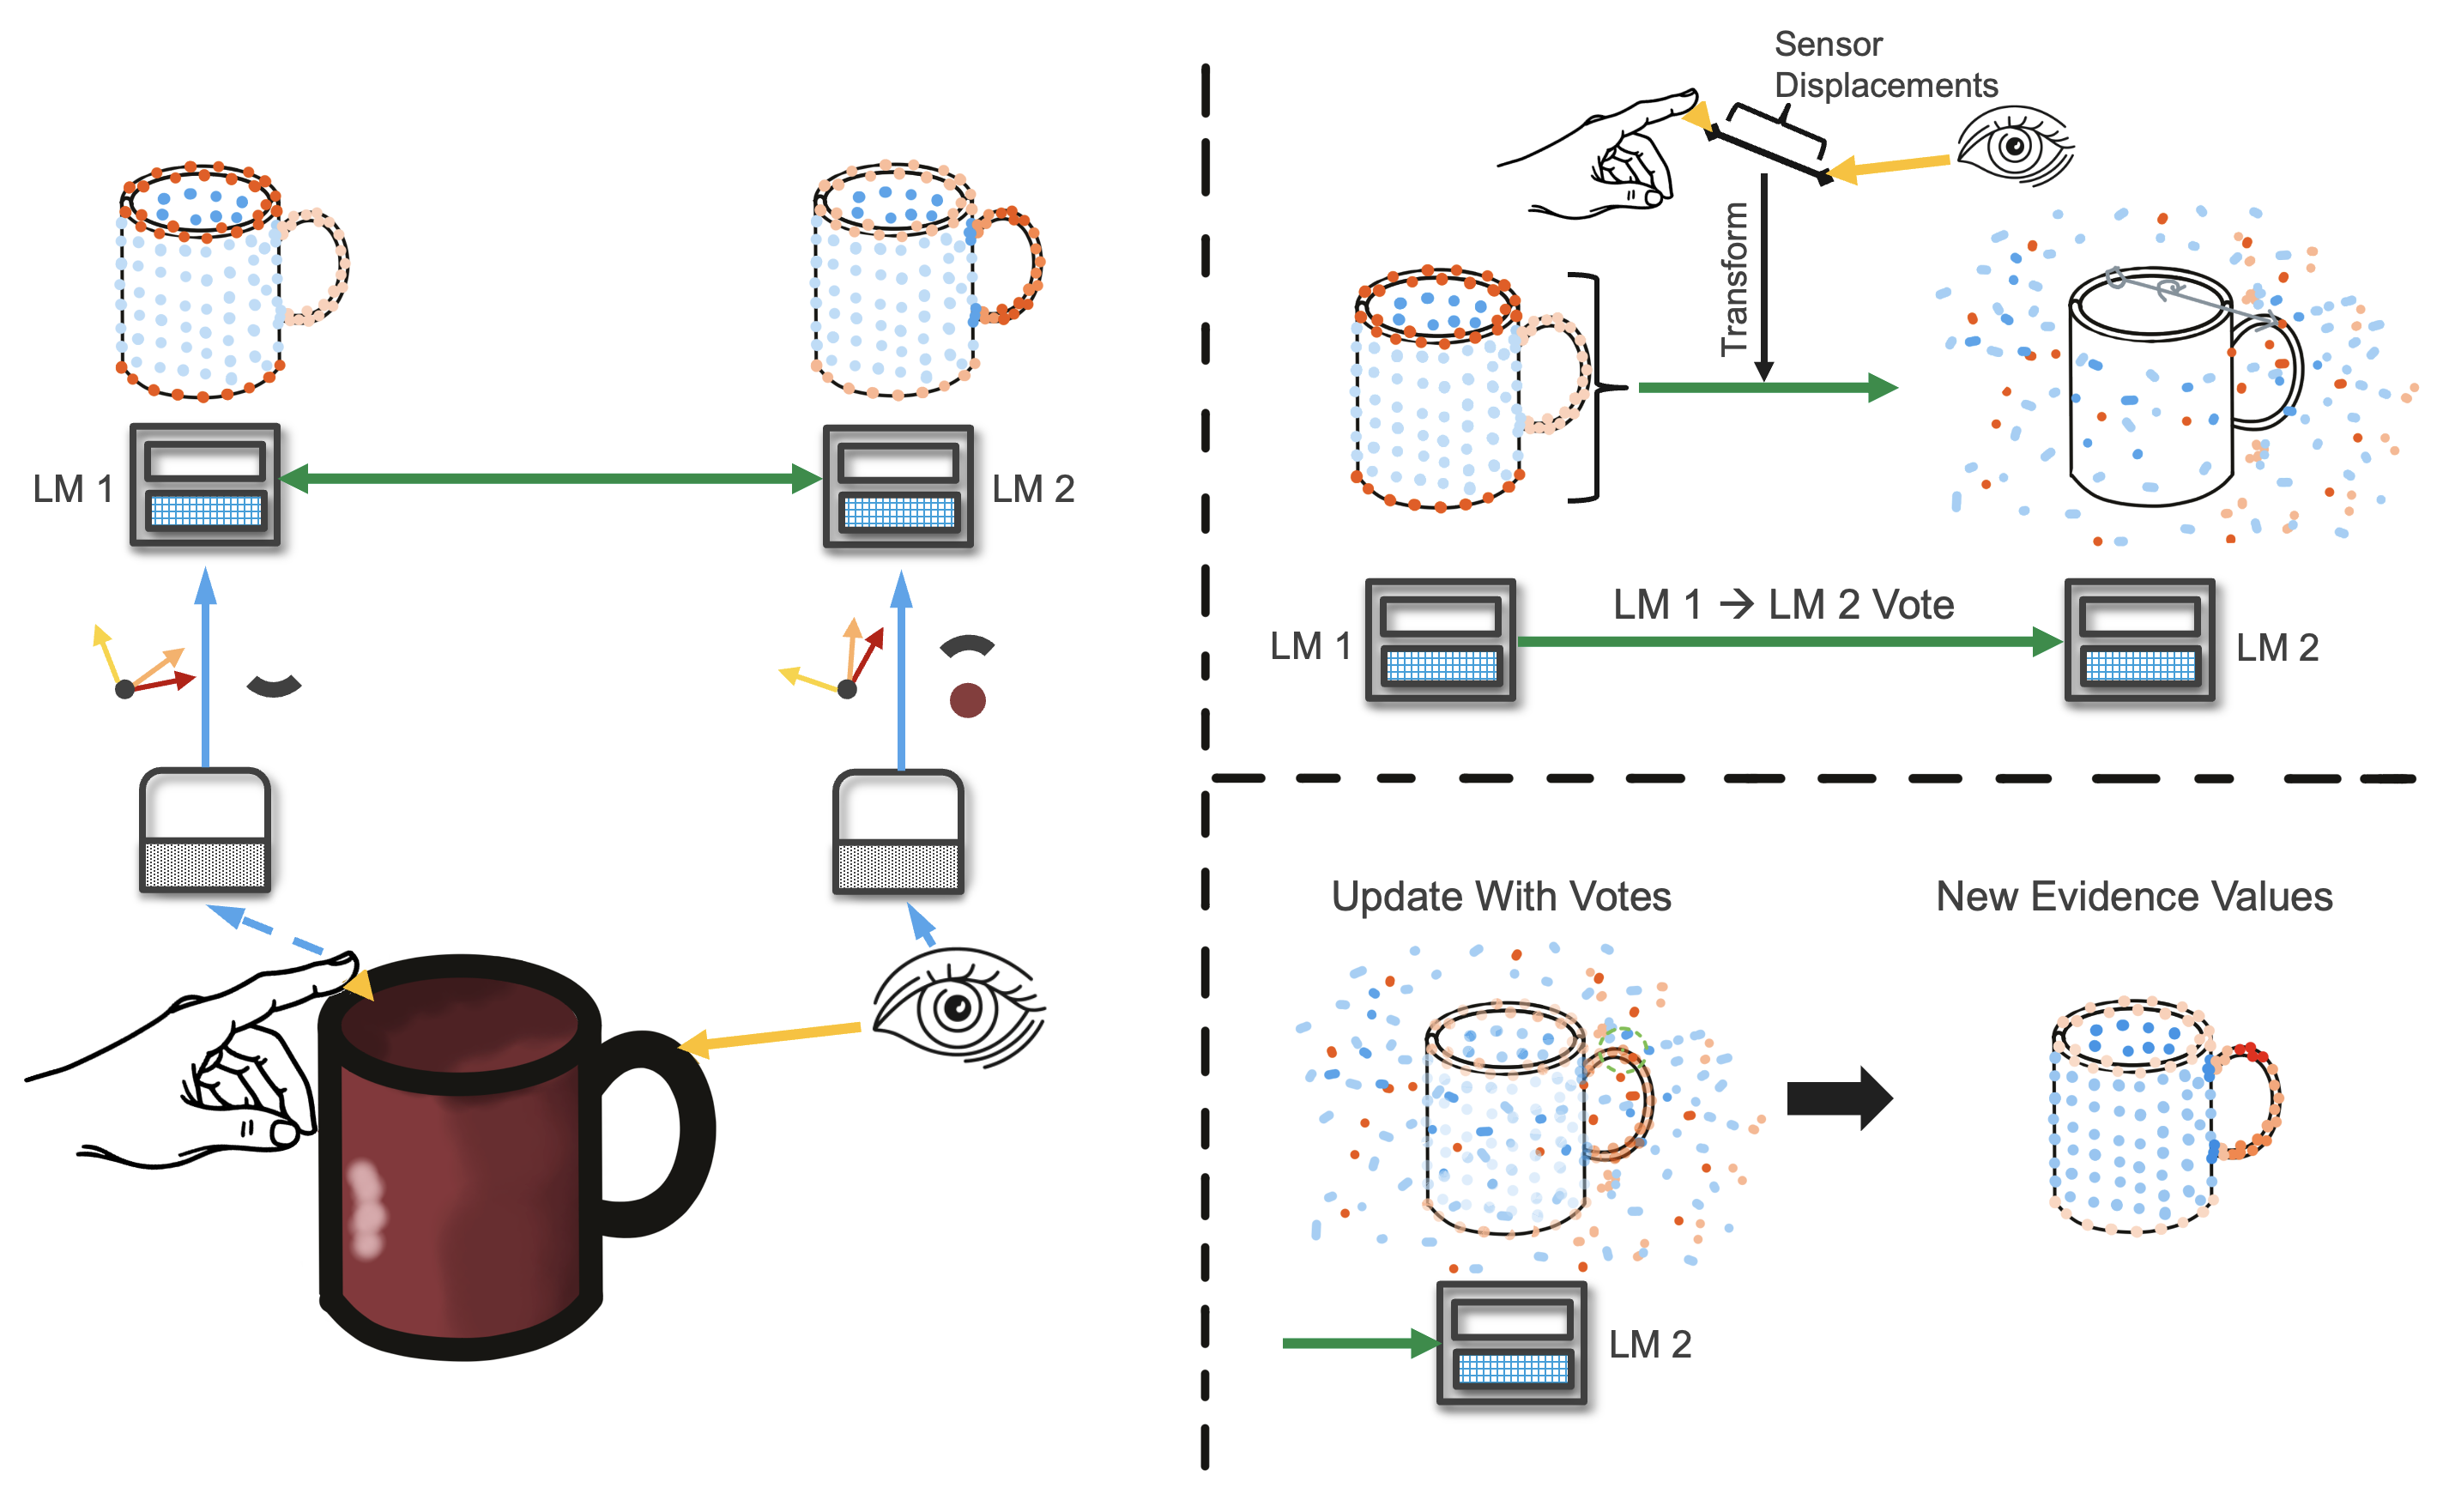 LM 1
LM 2
Sensor
Displacements
Transform
LM 1 → LM 2 Vote
LM 1
LM 2
Update With Votes
New Evidence Values
LM 2